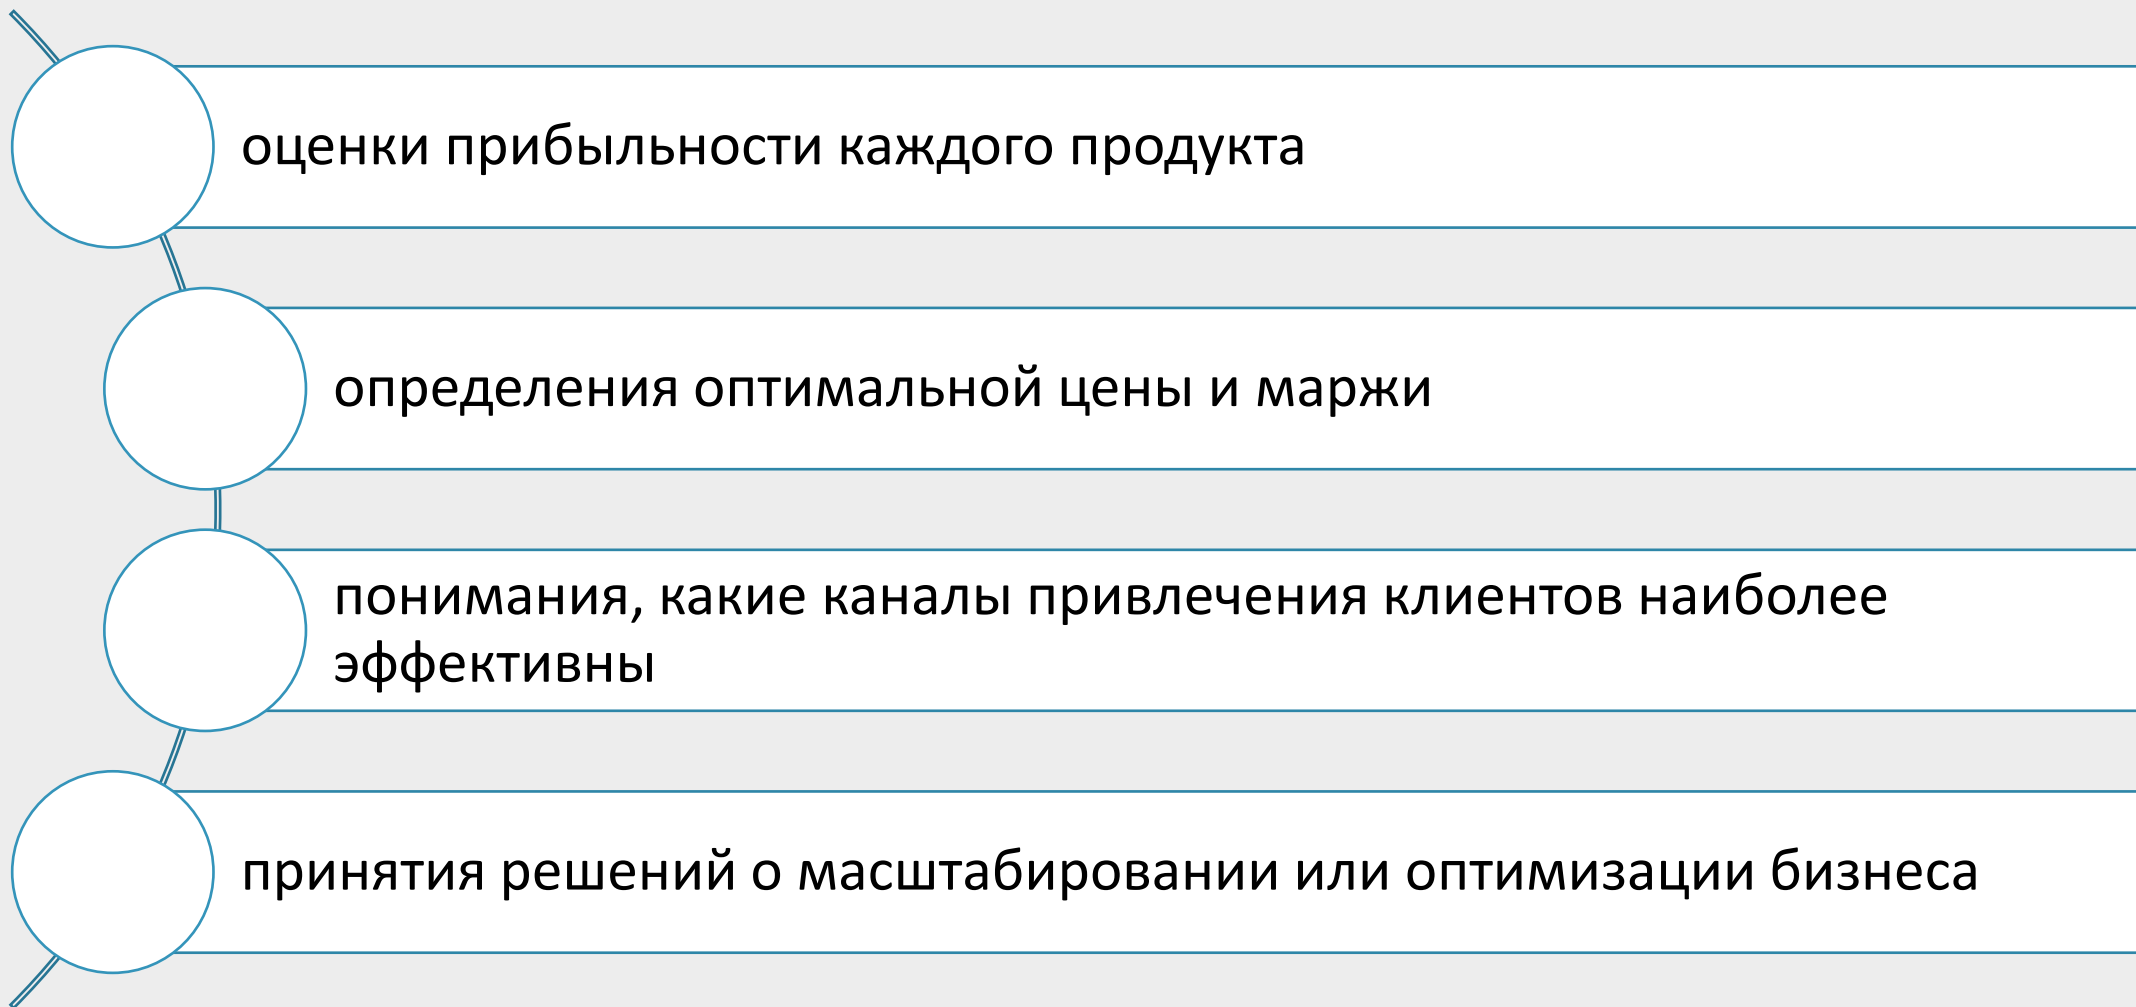 оценки прибыльности каждого продукта
определения оптимальной цены и маржи
понимания, какие каналы привлечения клиентов наиболее
эффективны
принятия решений о масштабировании или оптимизации бизнеса